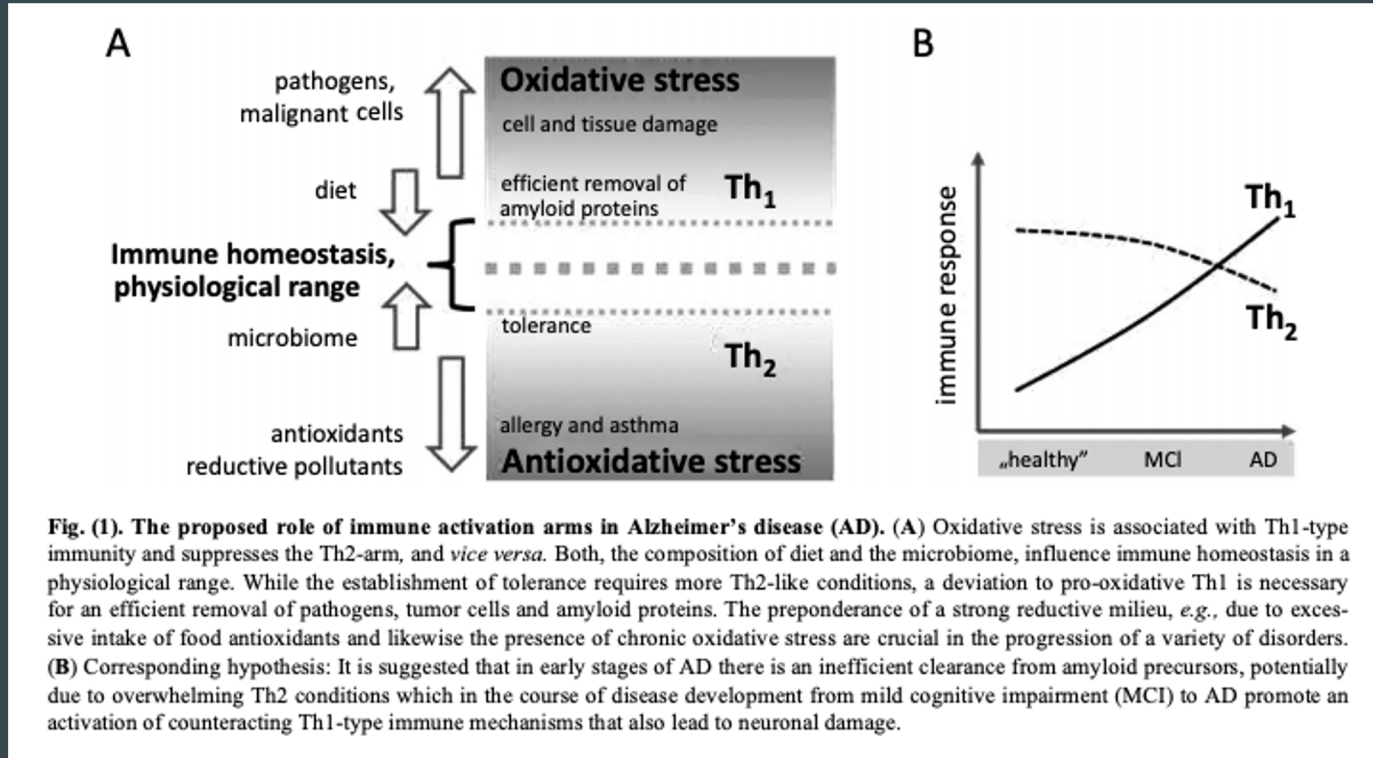 A
pathogens,
malignant cells
diet
Immune homeostasis,
physiological range
microbiome
antioxidants
reductive pollutants
Oxidative stress
cell and tissue damage
efficient removal of
amyloid proteins
Th1
tolerance
Th2
allergy and asthma
Antioxidative stress
B
immune response
Th1
Th2
„healthy” MCI AD
Fig. (1). The proposed role of immune activation arms in Alzheimer's disease (AD). (A) Oxidative stress is associated with Th1-type
immunity and suppresses the Th2-arm, and vice versa. Both, the composition of diet and the microbiome, influence immune homeostasis in a
physiological range. While the establishment of tolerance requires more Th2-like conditions, a deviation to pro-oxidative Th1 is necessary
for an efficient removal of pathogens, tumor cells and amyloid proteins. The preponderance of a strong reductive milieu, e.g., due to exces-
sive intake of food antioxidants and likewise the presence of chronic oxidative stress are crucial in the progression of a variety of disorders.
(B) Corresponding hypothesis: It is suggested that in early stages of AD there is an inefficient clearance from amyloid precursors, potentially
due to overwhelming Th2 conditions which in the course of disease development from mild cognitive impairment (MCI) to AD promote an
activation of counteracting Th1-type immune mechanisms that also lead to neuronal damage.